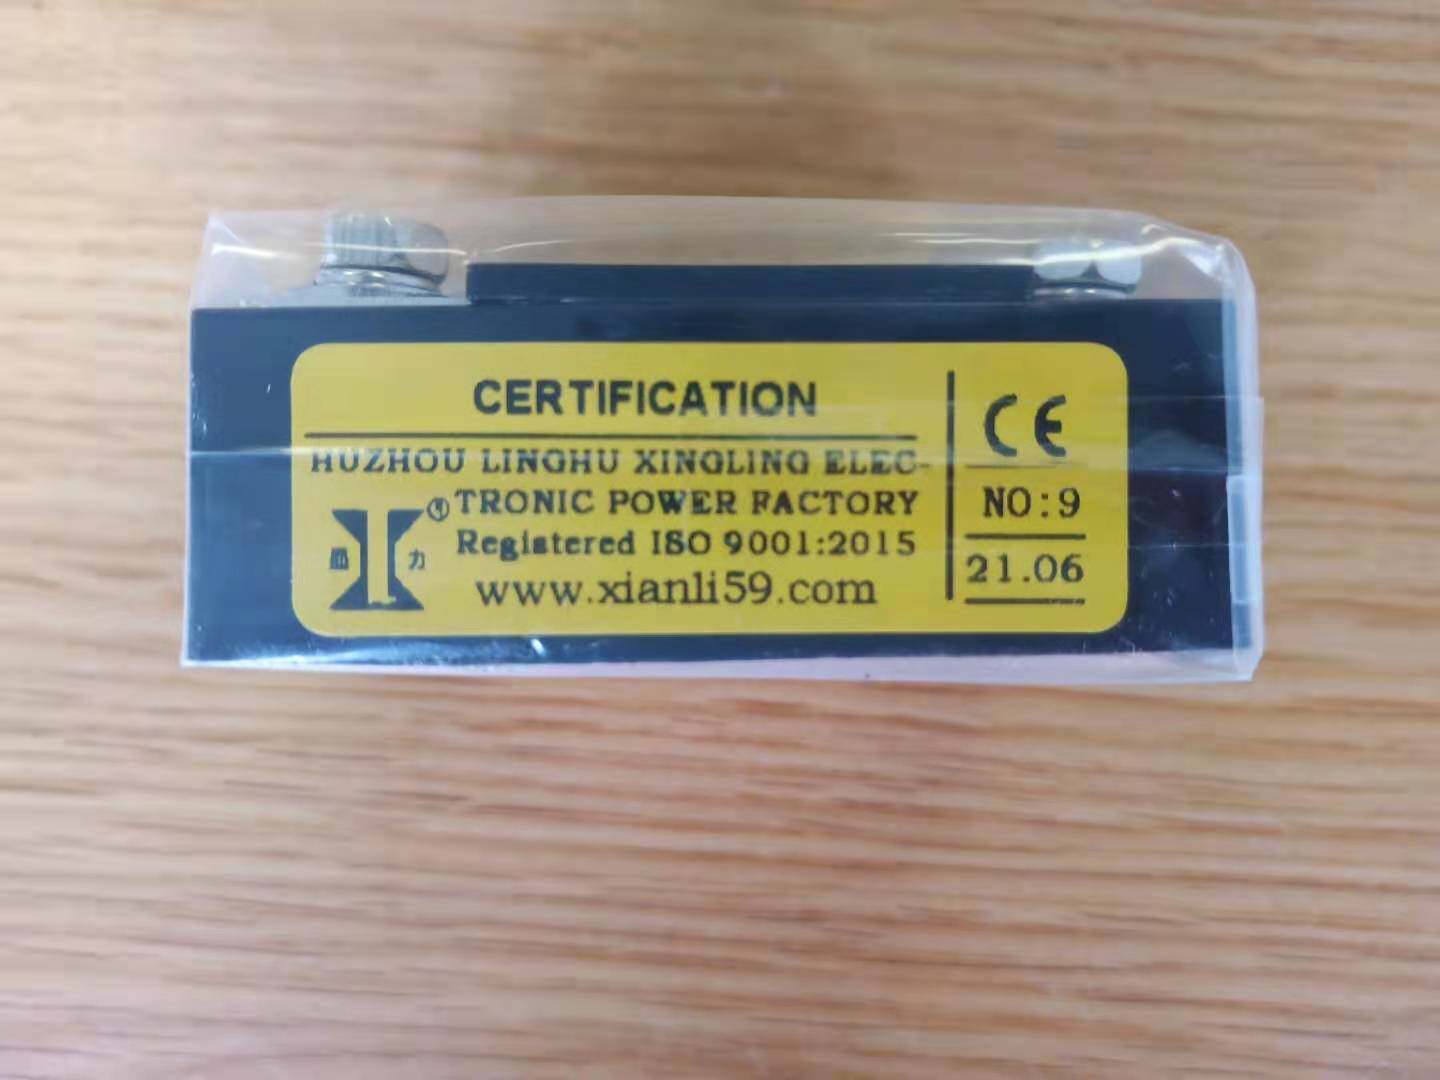 CERTIFICATION
HUZHOU LINGHU XINGLING ELEC-
TRONIC POWER FACTORY
Registered ISO 9001:2015
www.xianli59.com
®
力
CE
NO:9
21.06